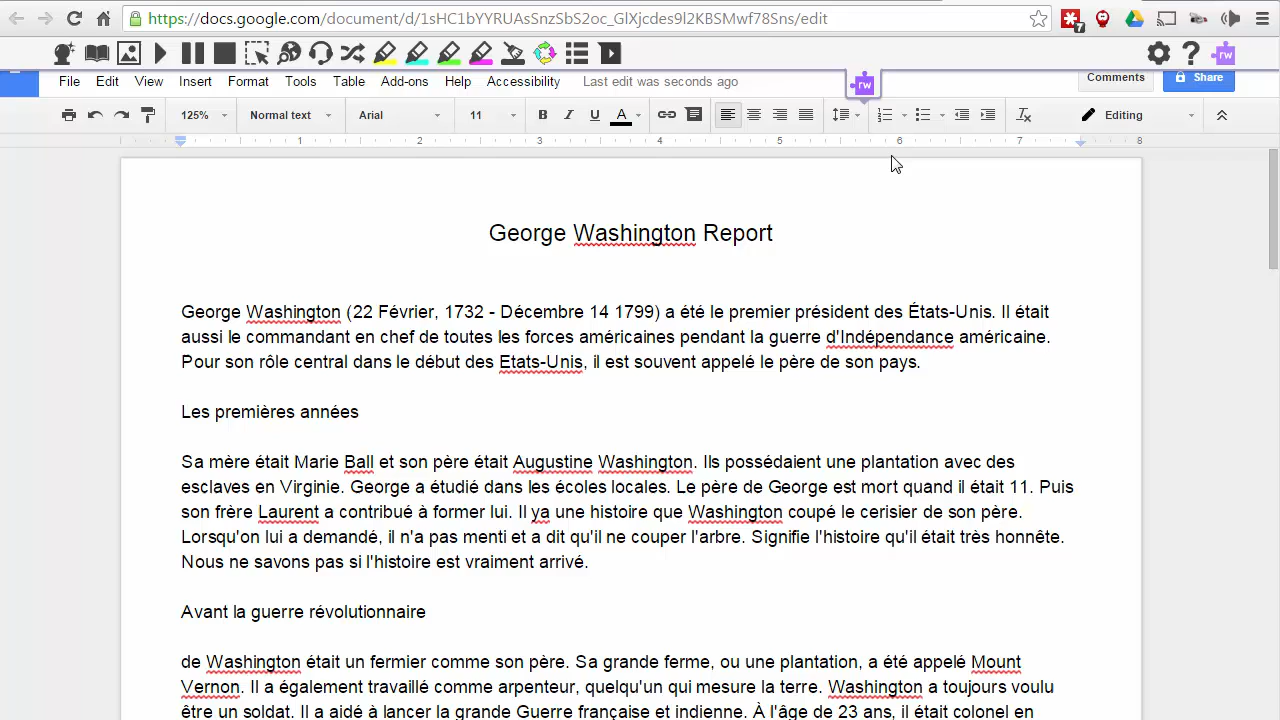 https://docs.google.com/document/d/1sHC1bYYRUAsSnzSbS2oc_GlXjcdes9l2KBSMwf78Sns/edit
7
rw
File Edit View Insert Format Tools Table Add-ons Help Accessibility Last edit was seconds ago rw Comments Share
125% Normal text Arial 11 B I U A Editing
1 2 3 4 5 6 7 8
George Washington Report
George Washington (22 Février, 1732 - Décembre 14 1799) a été le premier président des États-Unis. Il était
aussi le commandant en chef de toutes les forces américaines pendant la guerre d'Indépendance américaine.
Pour son rôle central dans le début des Etats-Unis, il est souvent appelé le père de son pays.
Les premières années
Sa mère était Marie Ball et son père était Augustine Washington. Ils possédaient une plantation avec des
esclaves en Virginie. George a étudié dans les écoles locales. Le père de George est mort quand il était 11. Puis
son frère Laurent a contribué à former lui. Il ya une histoire que Washington coupé le cerisier de son père.
Lorsqu'on lui a demandé, il n'a pas menti et a dit qu'il ne couper l'arbre. Signifie l'histoire qu'il était très honnête.
Nous ne savons pas si l'histoire est vraiment arrivé.
Avant la guerre révolutionnaire
de Washington était un fermier comme son père. Sa grande ferme, ou une plantation, a été appelé Mount
Vernon. Il a également travaillé comme arpenteur, quelqu'un qui mesure la terre. Washington a toujours voulu
être un soldat. Il a aidé à lancer la grande Guerre française et indienne. À l'âge de 23 ans, il était colonel en